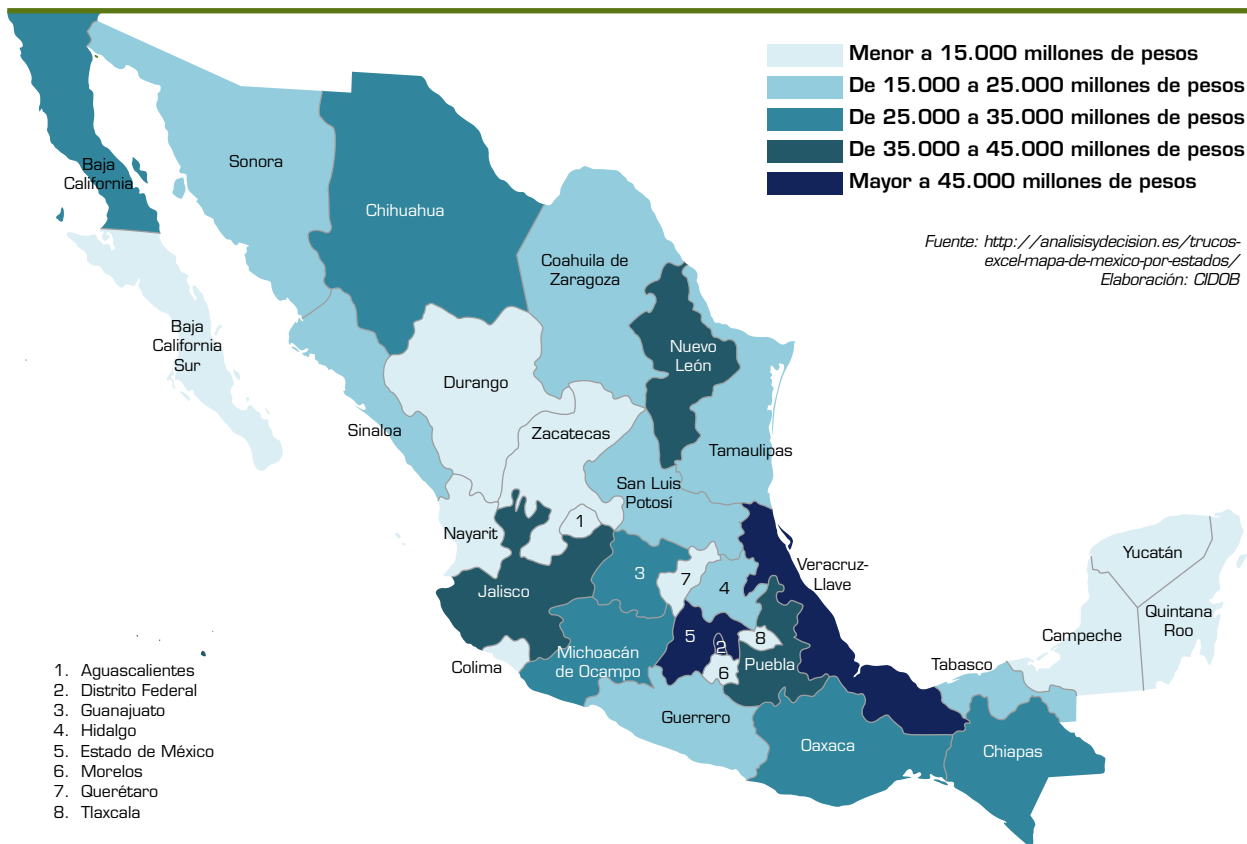 Menor a 15.000 millones de pesos
De 15.000 a 25.000 millones de pesos
De 25.000 a 35.000 millones de pesos
De 35.000 a 45.000 millones de pesos
Mayor a 45.000 millones de pesos
Fuente: http://analisisydecision.es/trucos-
excel-mapa-de-mexico-por-estados/
Elaboración: CIDOB
Baja
California
Sonora
Chihuahua
Coahuila de
Zaragoza
Baja
California
Sur
Nuevo
León
Durango
Sinaloa
Zacatecas
Tamaulipas
San Luis
Potosí
1
Nayarit
Yucatán
Veracruz-
Llave
3
7
4
Jalisco
Quintana
Roo
Campeche
5
2
8
Michoacán
de Ocampo
Colima
6
Puebla
Tabasco
Guerrero
Oaxaca
Chiapas
1. Aguascalientes
2. Distrito Federal
3. Guanajuato
4. Hidalgo
5. Estado de México
6. Morelos
7. Querétaro
8. Tlaxcala